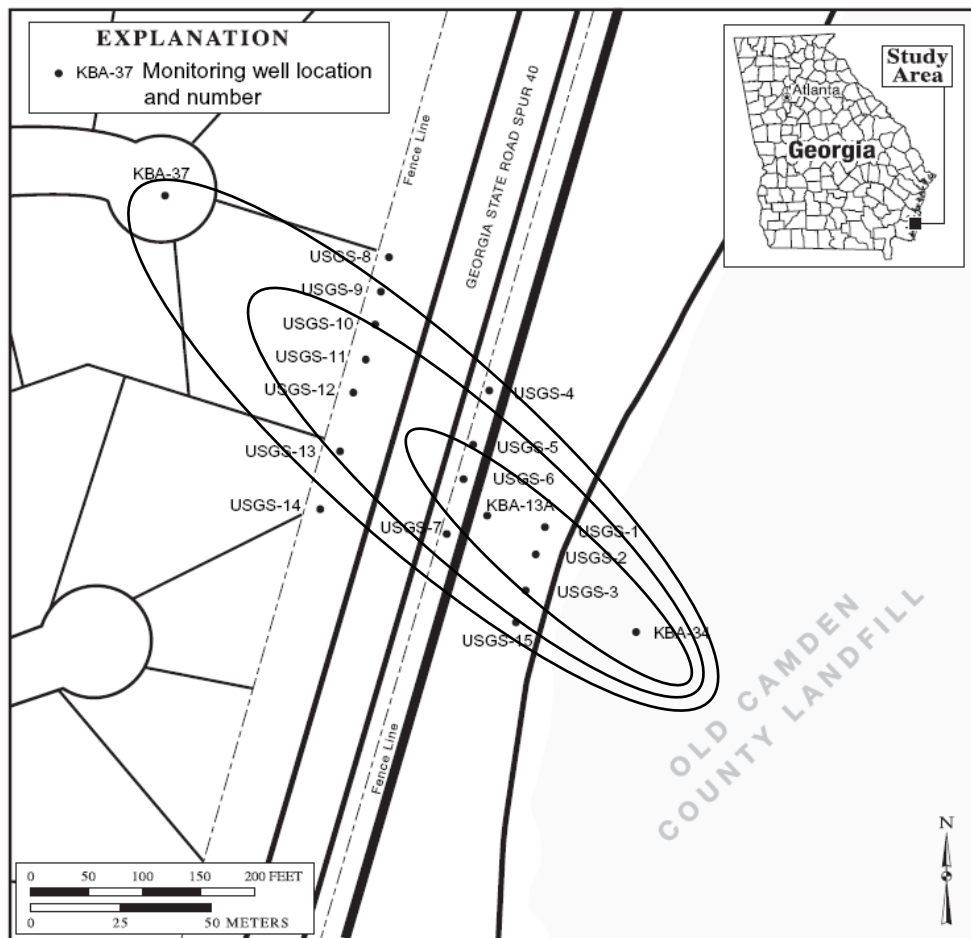 EXPLANATION
KBA-37 Monitoring well location
and number
Study
Area
Atlanta
Georgia
GEORGIA STATE ROAD SPUR 40
Fence Line
KBA-37
USGS-8
USGS-9
USGS-10
USGS-11
USGS-12
USGS-4
USGS-13
USGS-5
USGS-6
USGS-14
KBA-13A
USGS-7
USGS-1
USGS-2
USGS-3
USGS-15
KBA-34
OLD CAMDEN
COUNTY LANDFILL
Fence Line
N
0 50 100 150 200 FEET
0 25 50 METERS